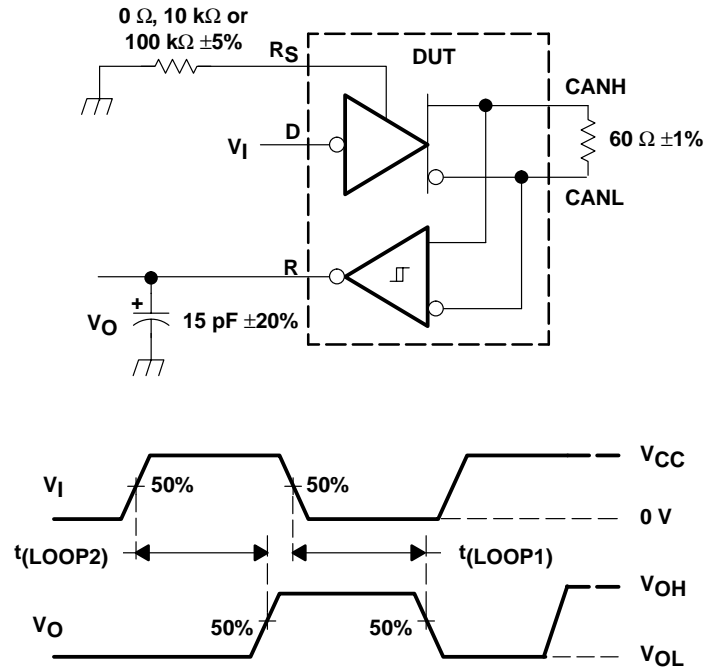 0 Ω, 10 kΩ or
100 kΩ ±5%
RS
DUT
CANH
D
VI
60 Ω ±1%
CANL
R
+
VO
15 pF ±20%
VCC
VI
50%
50%
0 V
t(LOOP2)
t(LOOP1)
VOH
VO
50%
50%
VOL